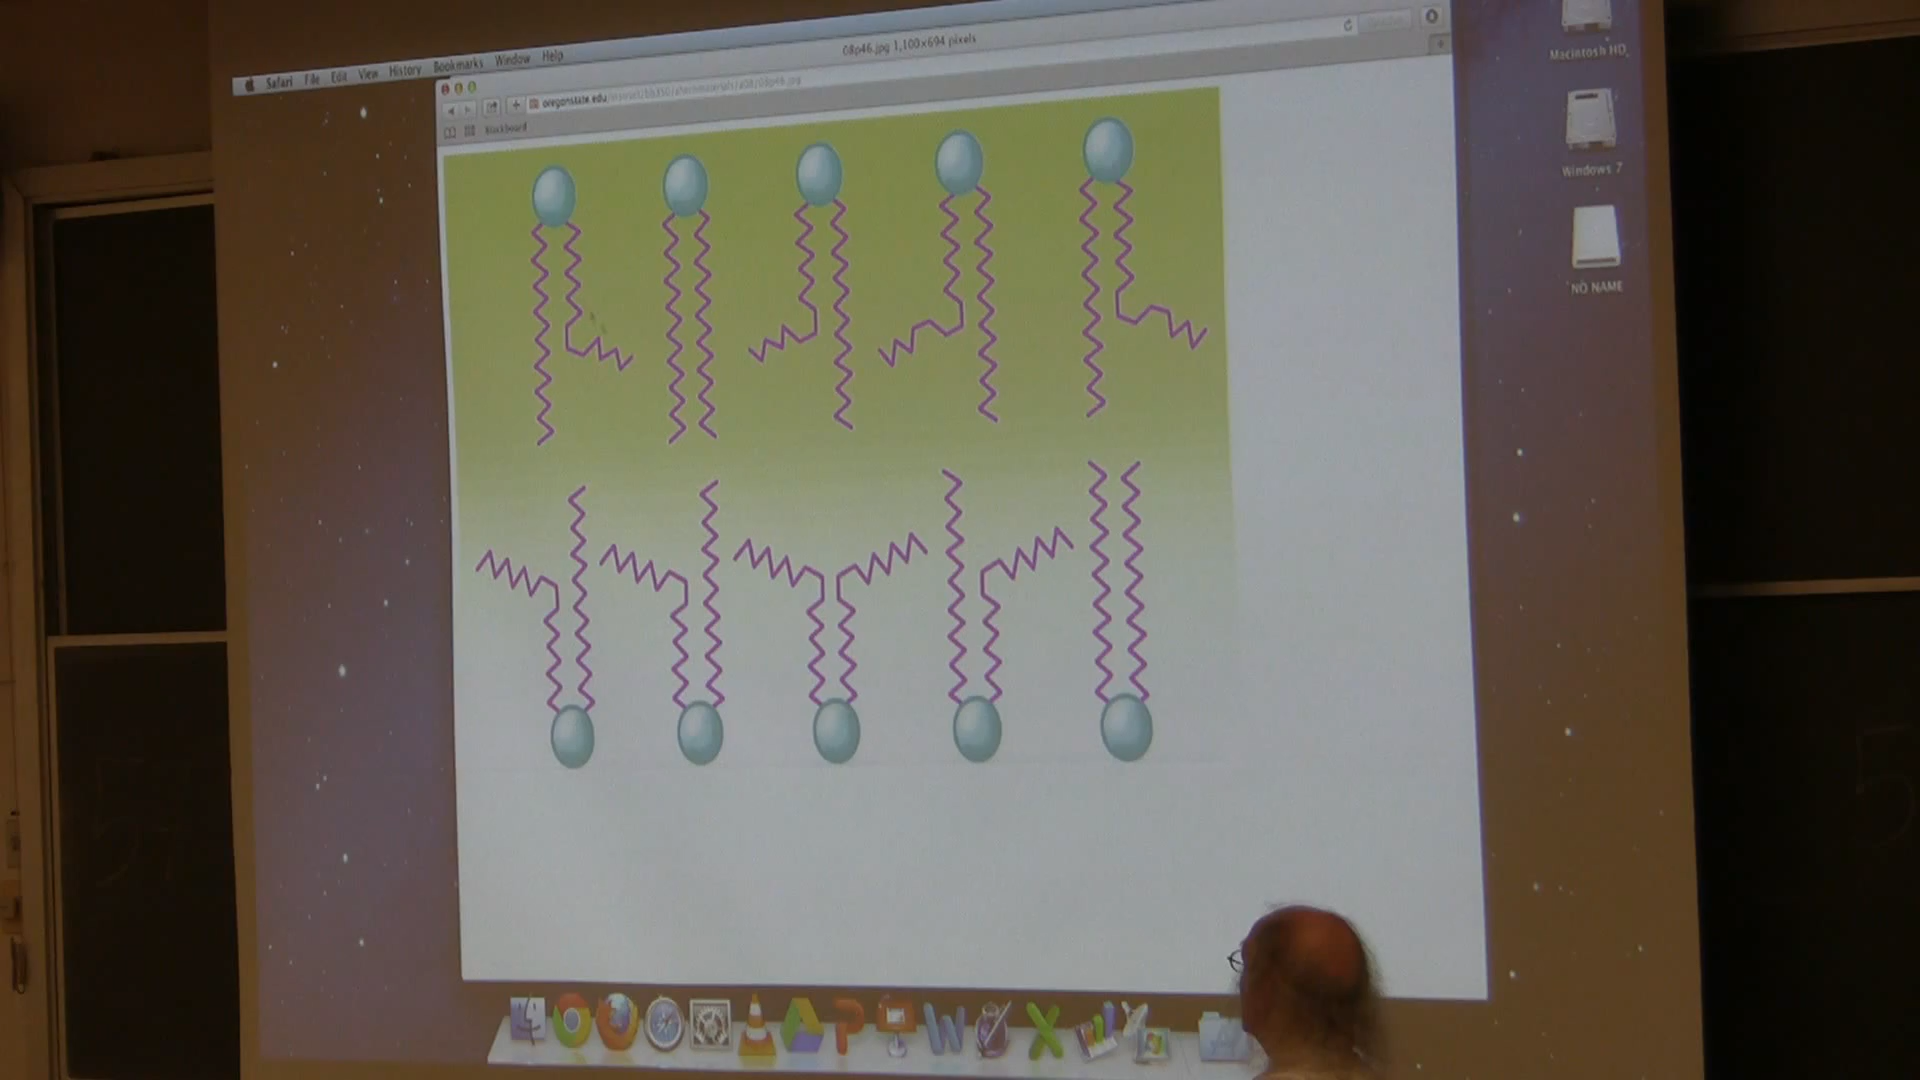 Safari File Edit View History Bookmarks Window Help
08p46.jpg 1,100×694 pixels
oregonstate.edu
Blackboard
Macintosh HD
Windows 7
NO NAME